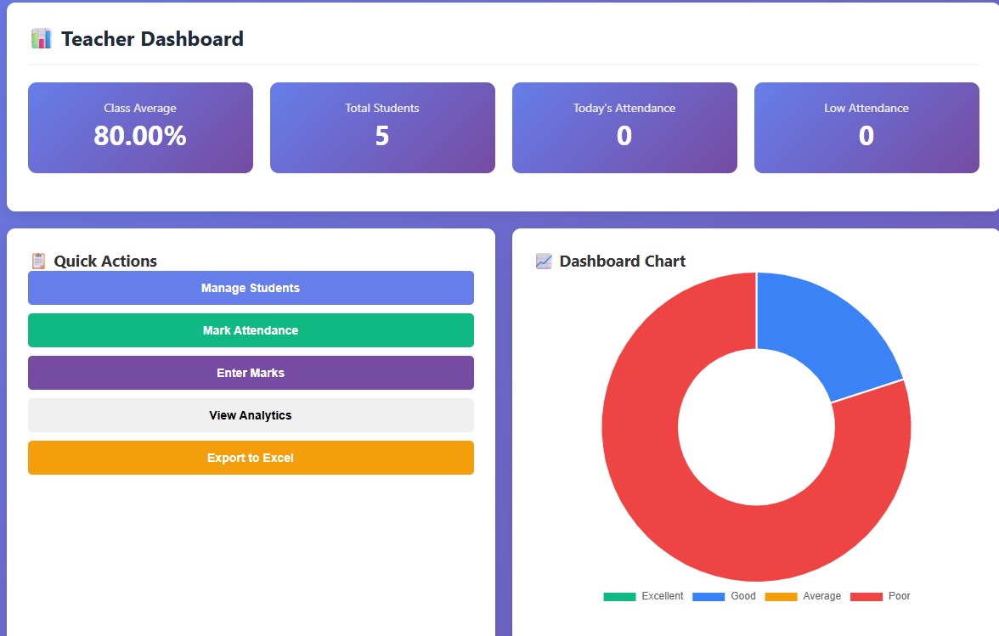 Teacher Dashboard
Class Average
80.00%
Total Students
5
Today's Attendance
0
Low Attendance
0
Quick Actions
Manage Students
Mark Attendance
Enter Marks
View Analytics
Export to Excel
Dashboard Chart
Excellent Good Average Poor